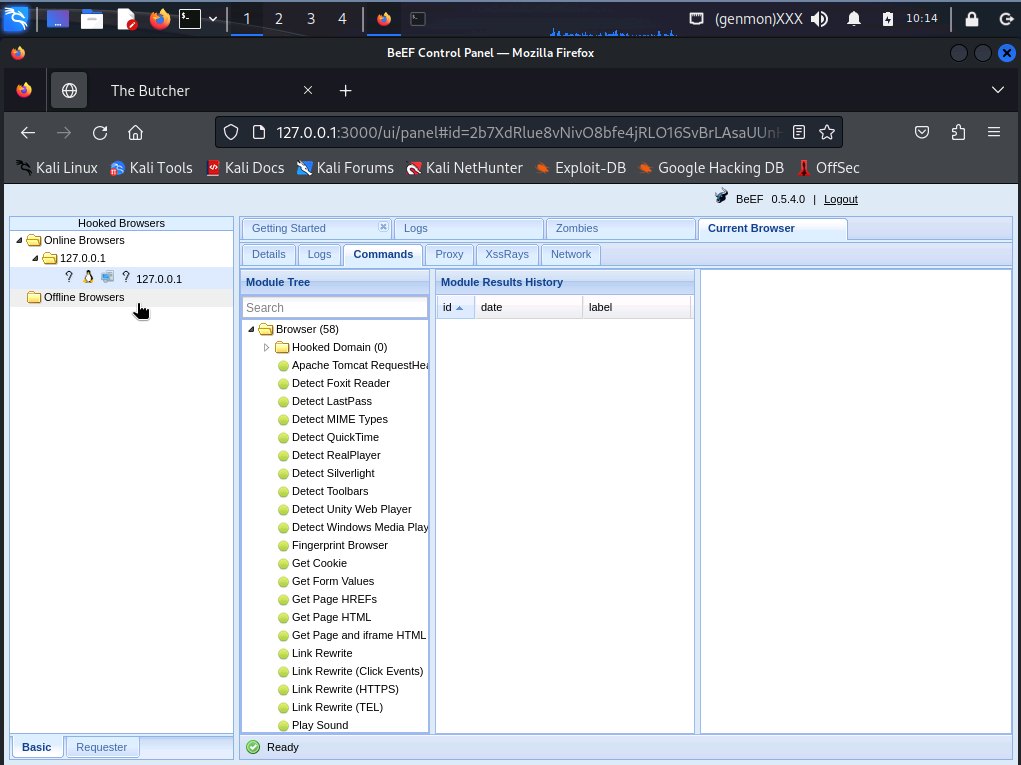 1 2 3 4 (genmon)XXX 10:14
BeEF Control Panel — Mozilla Firefox
The Butcher
127.0.0.1:3000/ui/panel#id=2b7XdRlue8vNivO8bfe4jRLO16SvBrLAsaUUnH
Kali Linux Kali Tools Kali Docs Kali Forums Kali NetHunter Exploit-DB Google Hacking DB OffSec
BeEF 0.5.4.0 | Logout
Hooked Browsers
Online Browsers
127.0.0.1
? ? 127.0.0.1
Offline Browsers
Getting Started Logs Zombies Current Browser
Details Logs Commands Proxy XssRays Network
Module Tree
Search
Browser (58)
Hooked Domain (0)
Apache Tomcat RequestHea
Detect Foxit Reader
Detect LastPass
Detect MIME Types
Detect QuickTime
Detect RealPlayer
Detect Silverlight
Detect Toolbars
Detect Unity Web Player
Detect Windows Media Play
Fingerprint Browser
Get Cookie
Get Form Values
Get Page HREFs
Get Page HTML
Get Page and iframe HTML
Link Rewrite
Link Rewrite (Click Events)
Link Rewrite (HTTPS)
Link Rewrite (TEL)
Play Sound
Module Results History
id date label
Basic Requester
Ready